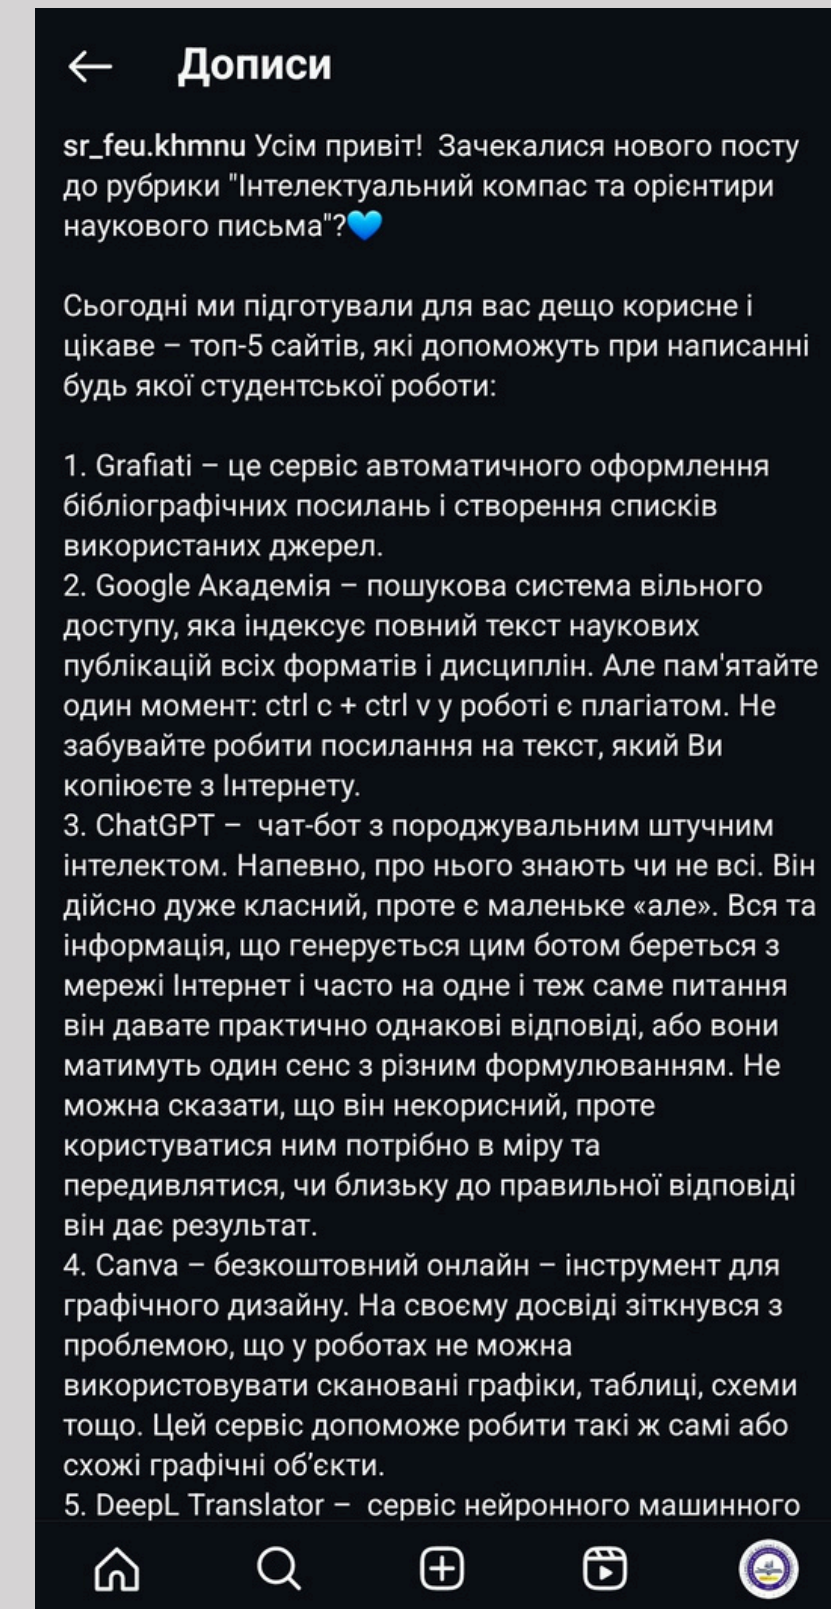 Дописи
sr_feu.khmnu Усім привіт!  Зачекалися нового посту
до рубрики "Інтелектуальний компас та орієнтири
наукового письма"?💙
Сьогодні ми підготували для вас дещо корисне і
цікаве – топ-5 сайтів, які допоможуть при написанні
будь якої студентської роботи:
1. Grafiati – це сервіс автоматичного оформлення
бібліографічних посилань і створення списків
використаних джерел.
2. Google Академія – пошукова система вільного
доступу, яка індексує повний текст наукових
публікацій всіх форматів і дисциплін. Але пам'ятайте
один момент: ctrl c + ctrl v у роботі є плагіатом. Не
забувайте робити посилання на текст, який Ви
копіюєте з Інтернету.
3. ChatGPT –  чат-бот з породжувальним штучним
інтелектом. Напевно, про нього знають чи не всі. Він
дійсно дуже класний, проте є маленьке «але». Вся та
інформація, що генерується цим ботом береться з
мережі Інтернет і часто на одне і теж саме питання
він давате практично однакові відповіді, або вони
матимуть один сенс з різним формулюванням. Не
можна сказати, що він некорисний, проте
користуватися ним потрібно в міру та
передивлятися, чи близьку до правильної відповіді
він дає результат.
4. Canva – безкоштовний онлайн – інструмент для
графічного дизайну. На своєму досвіді зіткнувся з
проблемою, що у роботах не можна
використовувати скановані графіки, таблиці, схеми
тощо. Цей сервіс допоможе робити такі ж самі або
схожі графічні об’єкти.
5. DeepL Translator –  сервіс нейронного машинного